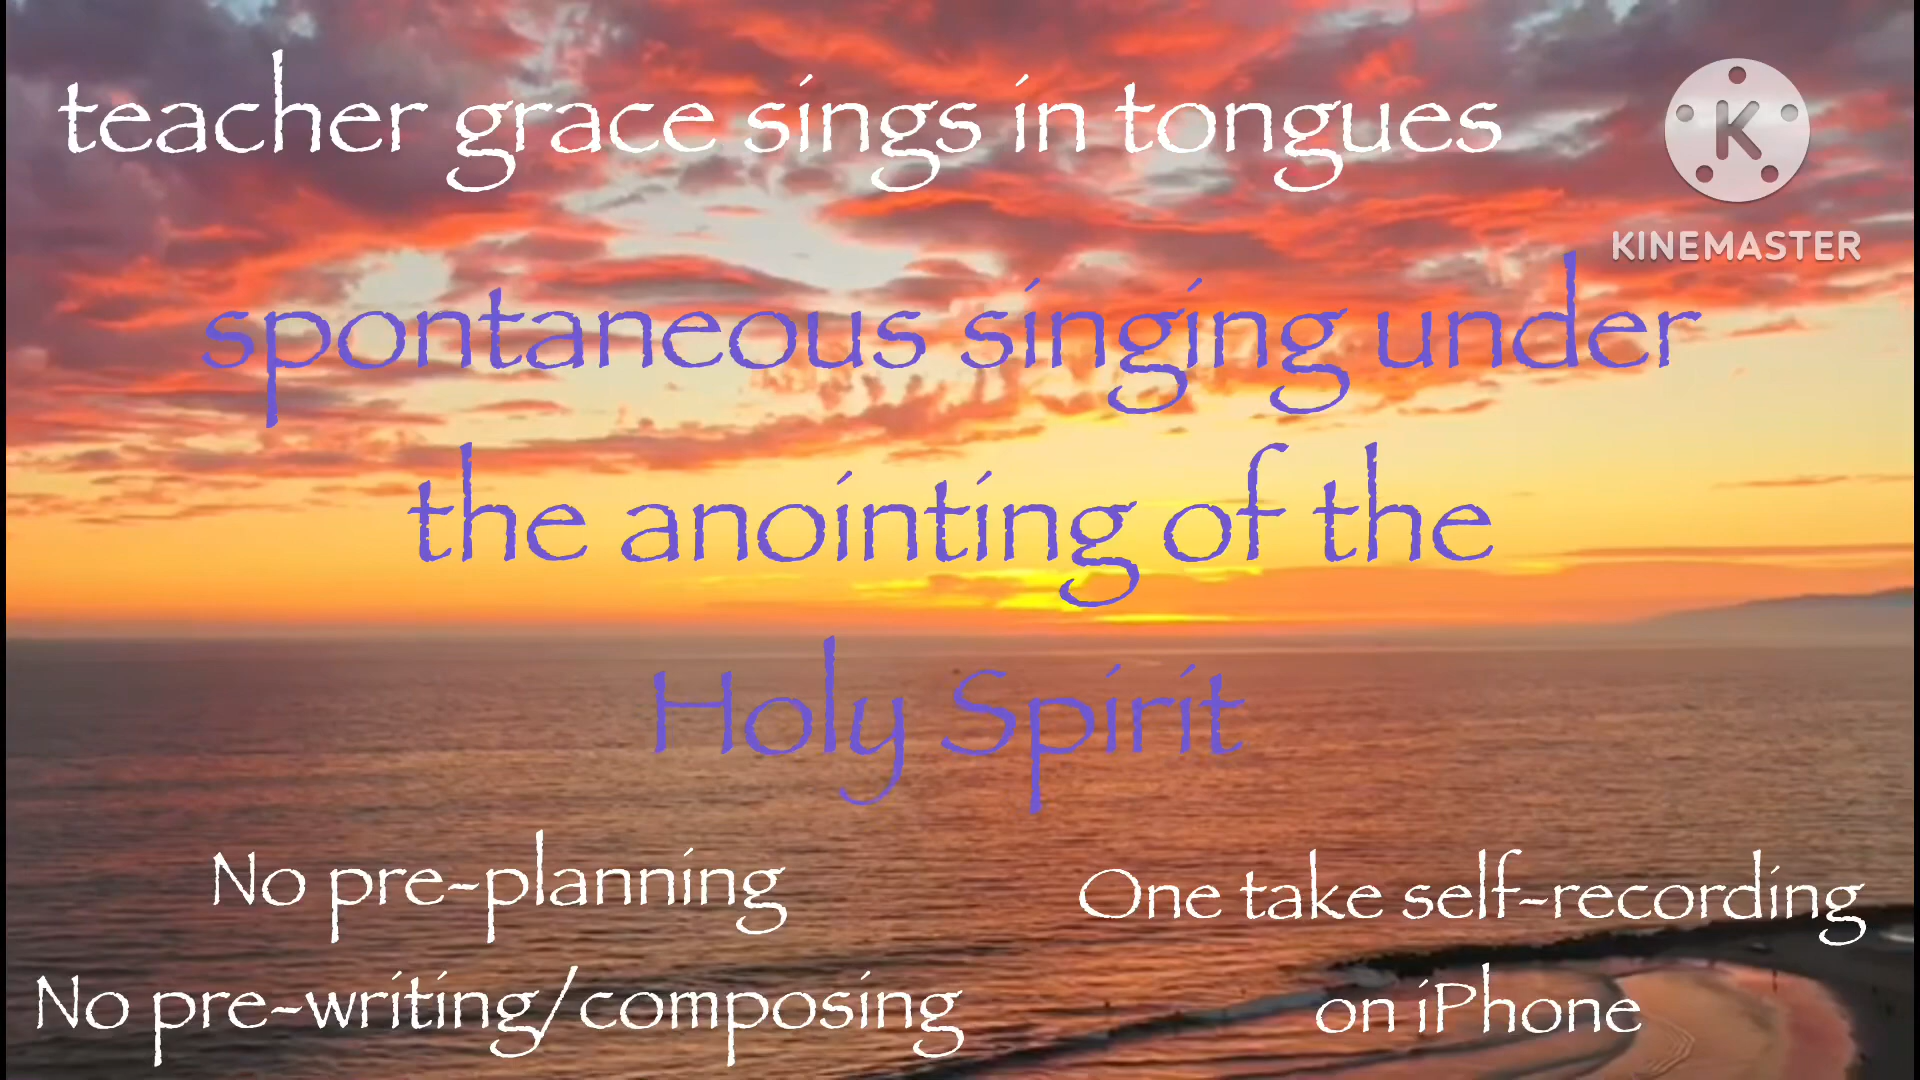 teacher grace sings in tongues
K
KINEMASTER
spontaneous singing under
the anointing of the
Holy Spirit
No pre-planning
No pre-writing/composing
One take self-recording
on iPhone